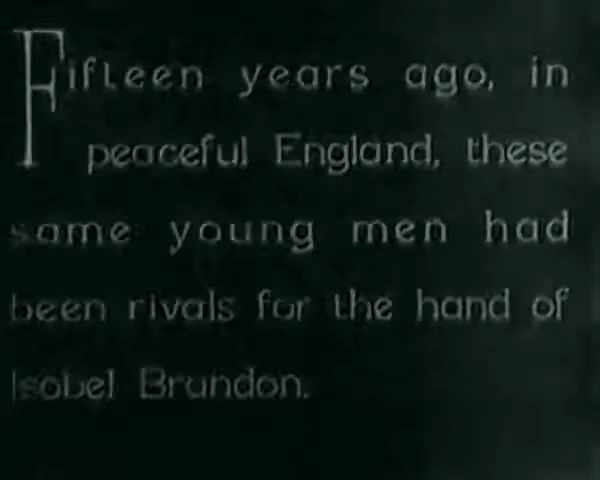 Fifteen years ago, in
peaceful England, these
same young men had
been rivals for the hand of
Isobel Brandon.